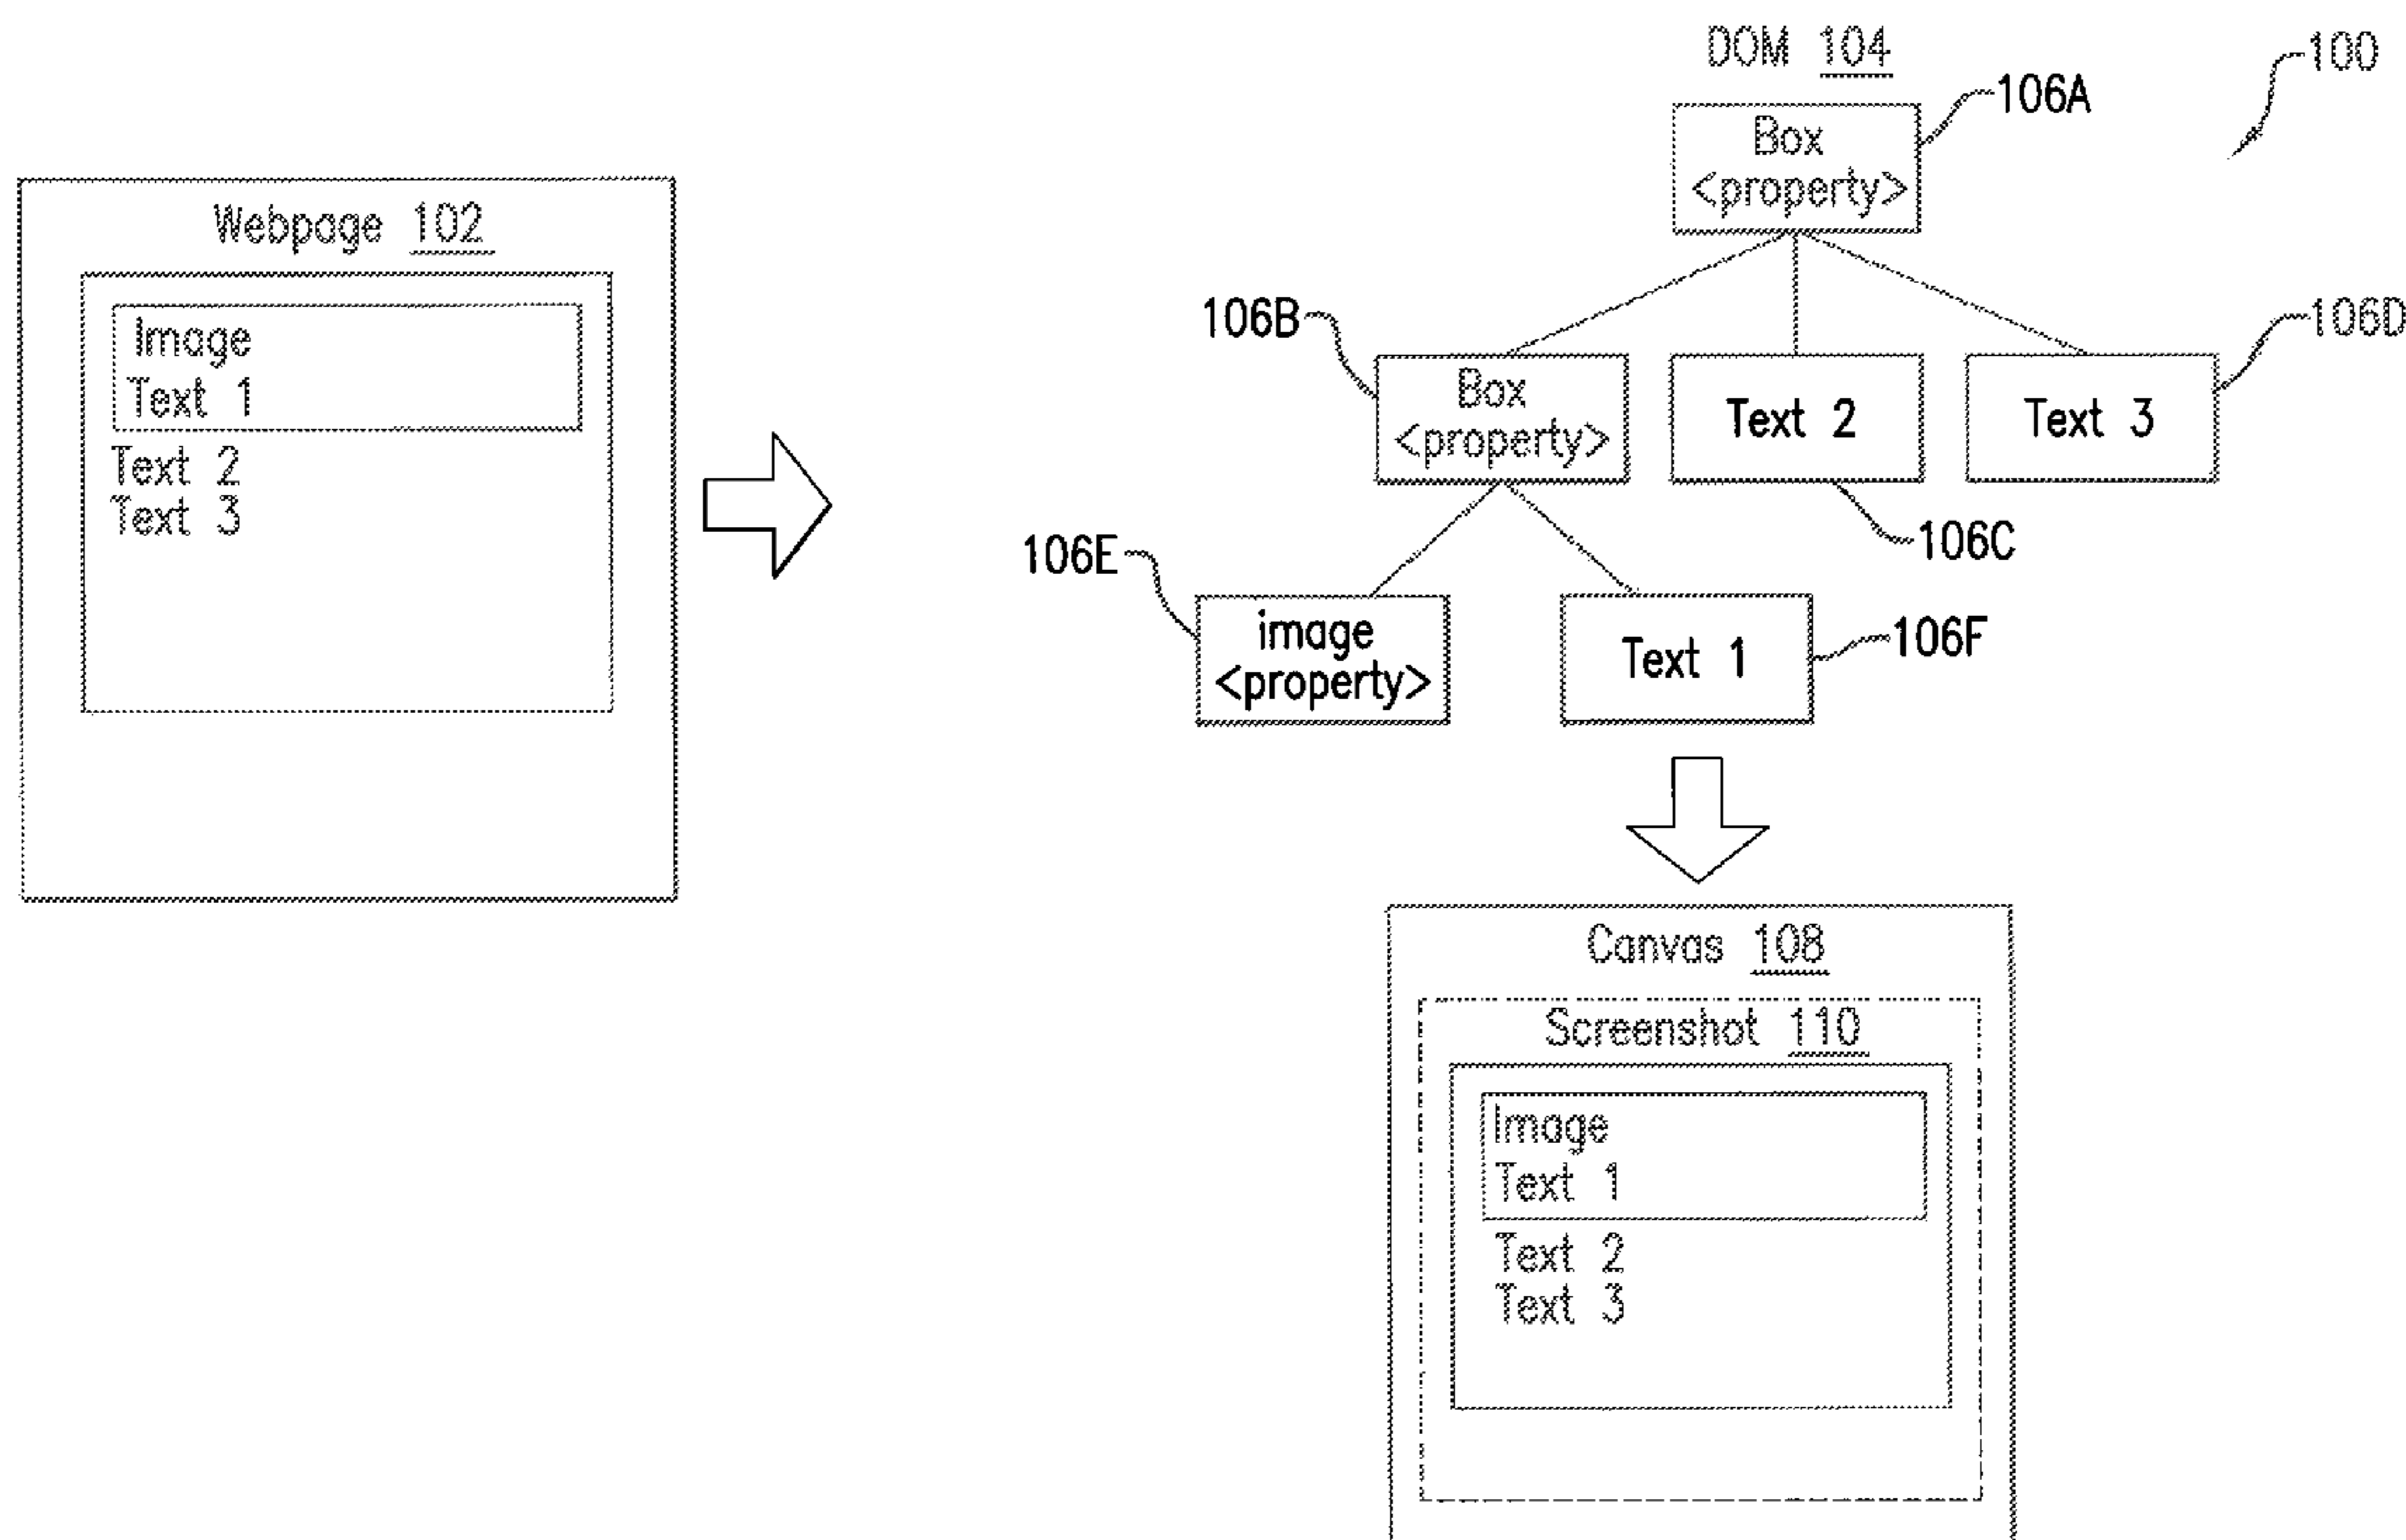 Webpage 102
Image
Text 1
Text 2
Text 3
DOM 104
100
106A
Box
<property>
106B
106D
Box
<property>
Text 2
Text 3
106C
106E
image
<property>
Text 1
106F
Canvas 108
Screenshot 110
Image
Text 1
Text 2
Text 3